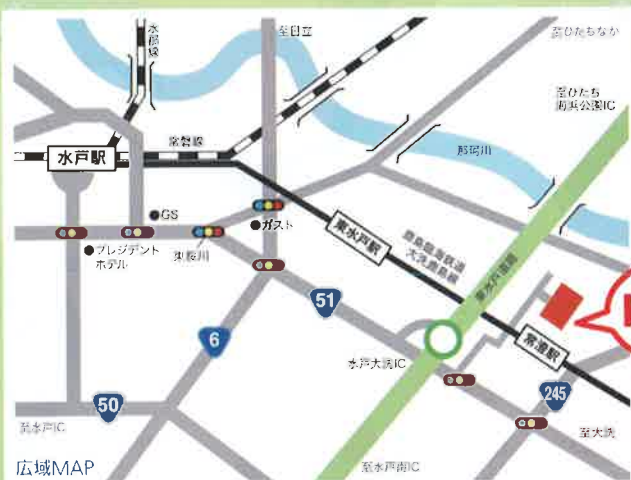 水郡線
至日立
至ひたちなか
至ひたち
海浜公園IC
常磐線
水戸駅
那珂川
GS
ガスト
プレジデント
ホテル
東桜川
東水戸駅
鹿島臨海鉄道
大洗鹿島線
東水戸道路
51
6
水戸大洗IC
常澄駅
245
50
至水戸IC
至大洗
至水戸南IC
広域MAP